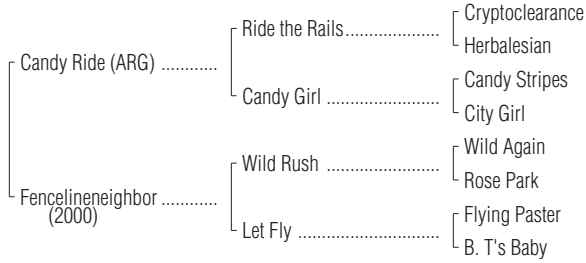 Cryptoclearance
Ride the Rails.....................
Herbalesian
Candy Ride (ARG) ............
Candy Stripes
Candy Girl .........................
City Girl
Wild Again
Wild Rush .........................
Rose Park
Fencelineneighbor ............
(2000)
Flying Paster
Let Fly ...............................
B. T's Baby